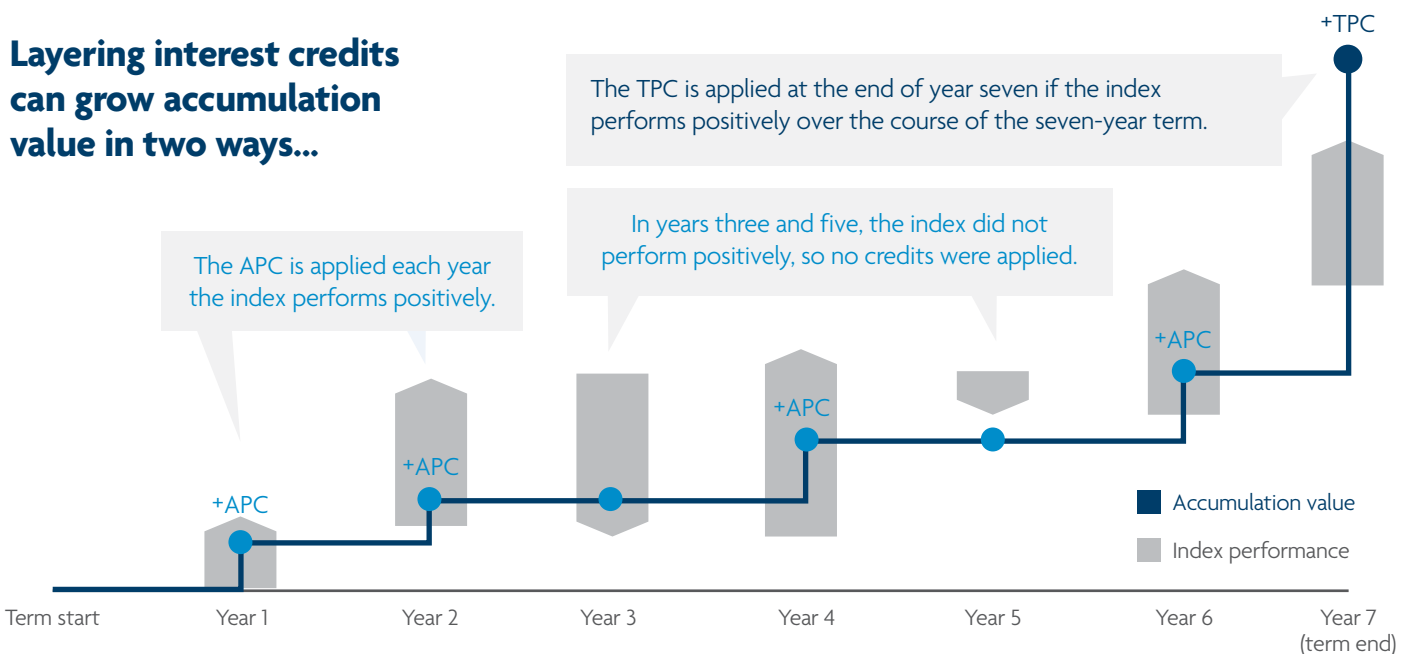 Layering interest credits
can grow accumulation
value in two ways...
+TPC
The TPC is applied at the end of year seven if the index
performs positively over the course of the seven-year term.
In years three and five, the index did not
perform positively, so no credits were applied.
The APC is applied each year
the index performs positively.
+APC
+APC
+APC
+APC
Accumulation value
Index performance
Term start
Year 1
Year 2
Year 3
Year 4
Year 5
Year 6
Year 7
(term end)